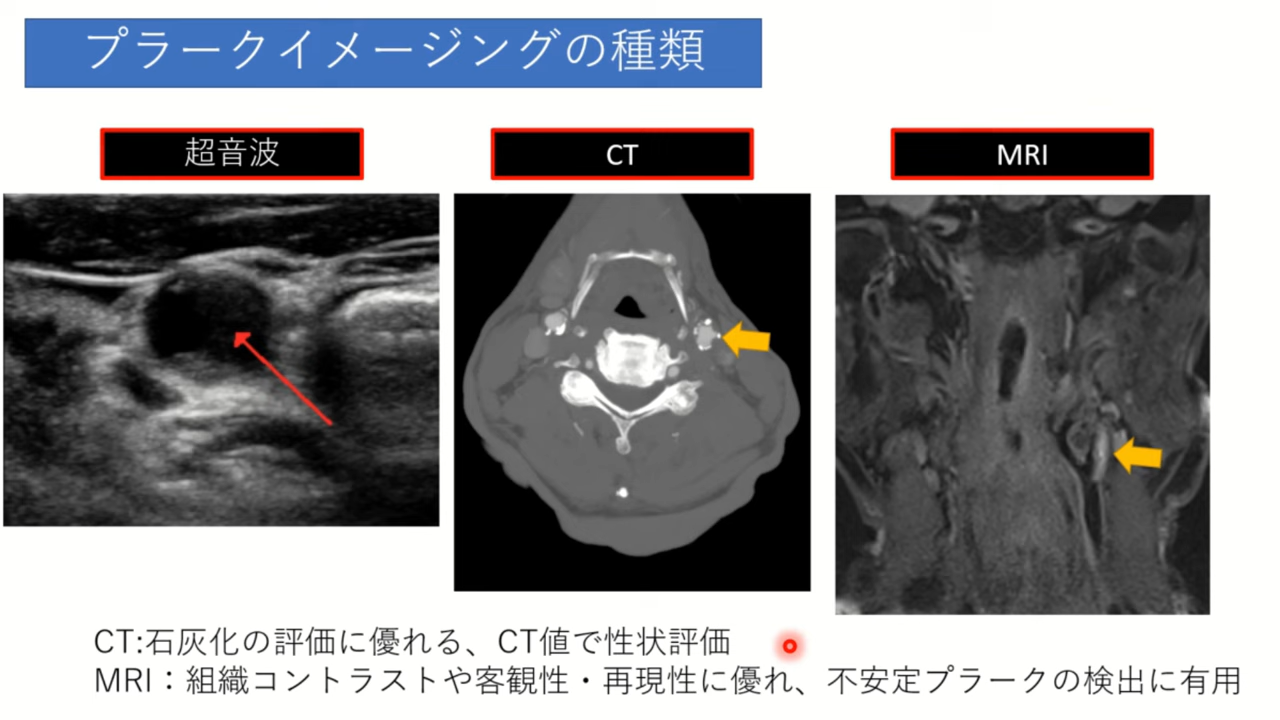 プラークイメージングの種類
超音波
CT
MRI
CT:石灰化の評価に優れる、CT値で性状評価
MRI：組織コントラストや客観性・再現性に優れ、不安定プラークの検出に有用